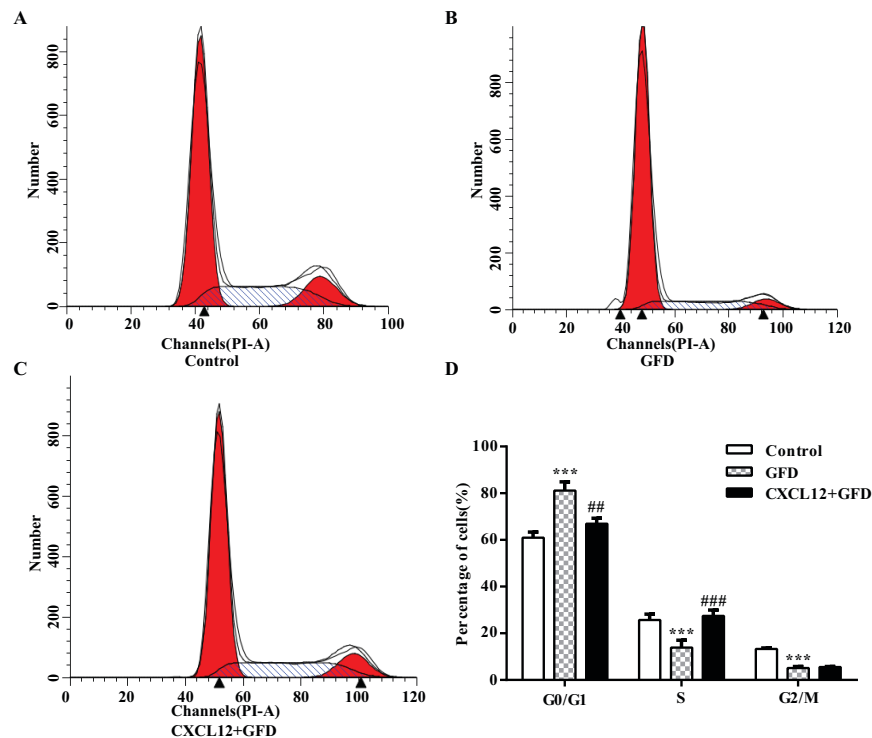 A
800
600
400
200
0
Number
0 20 40 60 80 100
Channels(PI-A)
Control
B
800
600
400
200
0
Number
0 20 40 60 80 100 120
Channels(PI-A)
GFD
C
800
600
400
200
0
Number
0 20 40 60 80 100 120
Channels(PI-A)
CXCL12+GFD
D
100
80
60
40
20
0
Percentage of cells(%)
Control
GFD
CXCL12+GFD
***
##
***
###
***
G0/G1 S G2/M